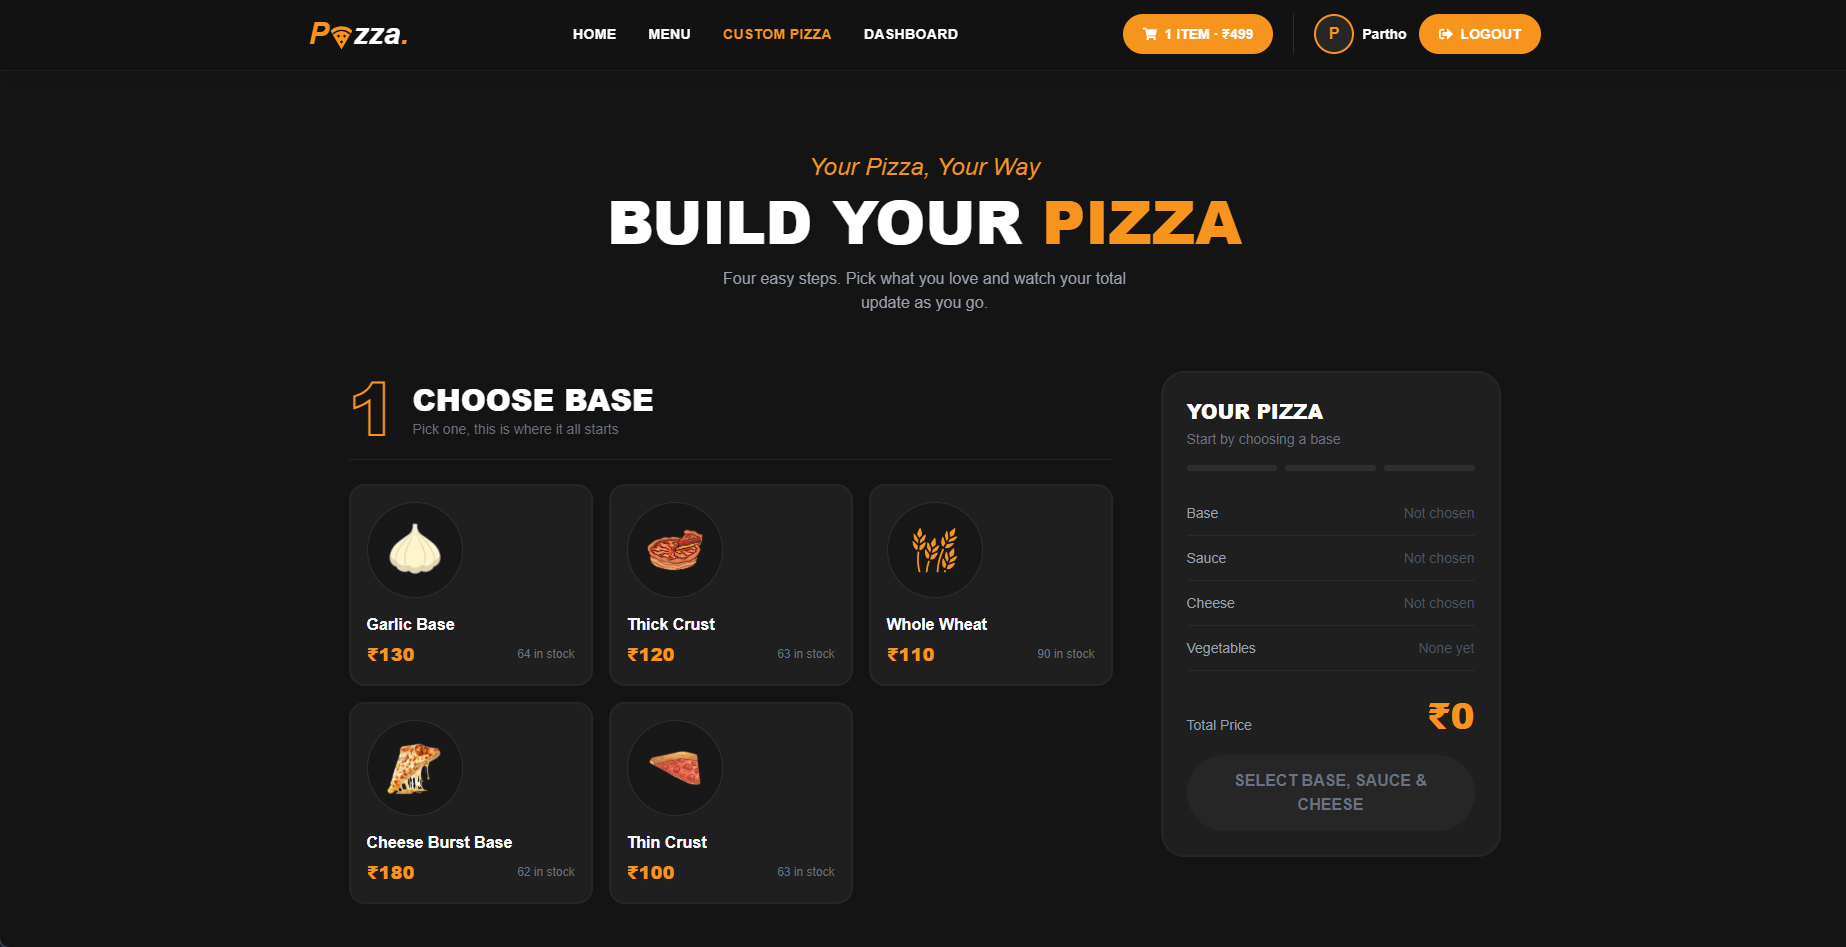 Pizza.
HOME
MENU
CUSTOM PIZZA
DASHBOARD
1 ITEM · ₹499
P
Partho
LOGOUT
Your Pizza, Your Way
BUILD YOUR PIZZA
Four easy steps. Pick what you love and watch your total
update as you go.
1
CHOOSE BASE
Pick one, this is where it all starts
Garlic Base
₹130
64 in stock
Thick Crust
₹120
63 in stock
Whole Wheat
₹110
90 in stock
Cheese Burst Base
₹180
62 in stock
Thin Crust
₹100
63 in stock
YOUR PIZZA
Start by choosing a base
Base
Not chosen
Sauce
Not chosen
Cheese
Not chosen
Vegetables
None yet
Total Price
₹0
SELECT BASE, SAUCE &
CHEESE